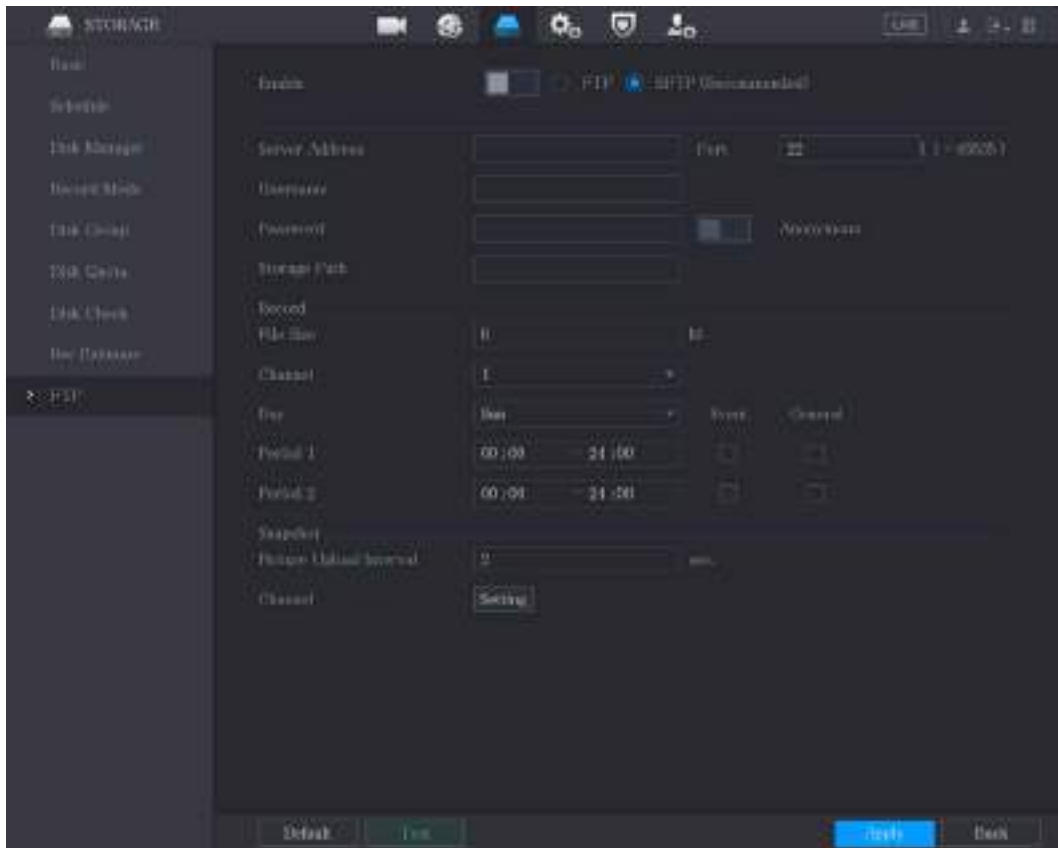 STORAGE
LIVE
Basic
Schedule
Disk Manager
Record Mode
Disk Group
Disk Quota
Disk Check
Rec Estimate
FTP
Enable FTP SFTP (Recommended)
Server Address Port 22 (1~65535)
Username
Password Anonymous
Storage Path
Record
File Size 0 M
Channel 1
Day Sun Event General
Period 1 00:00 - 24:00
Period 2 00:00 - 24:00
Snapshot
Picture Upload Interval 2 sec.
Channel Setting
Default Test Apply Back